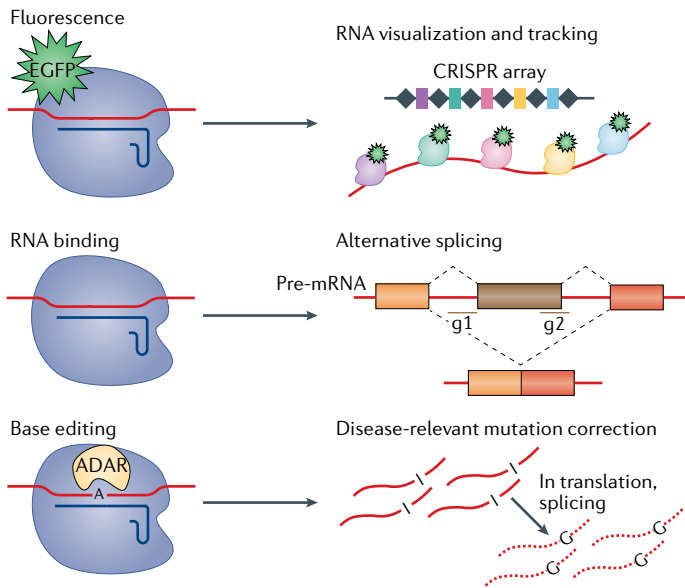 Fluorescence
EGFP
RNA visualization and tracking
CRISPR array
RNA binding
Alternative splicing
Pre-mRNA
g1
g2
Base editing
ADAR
A
Disease-relevant mutation correction
I
I
I
I
In translation,
splicing
G
G
G
G